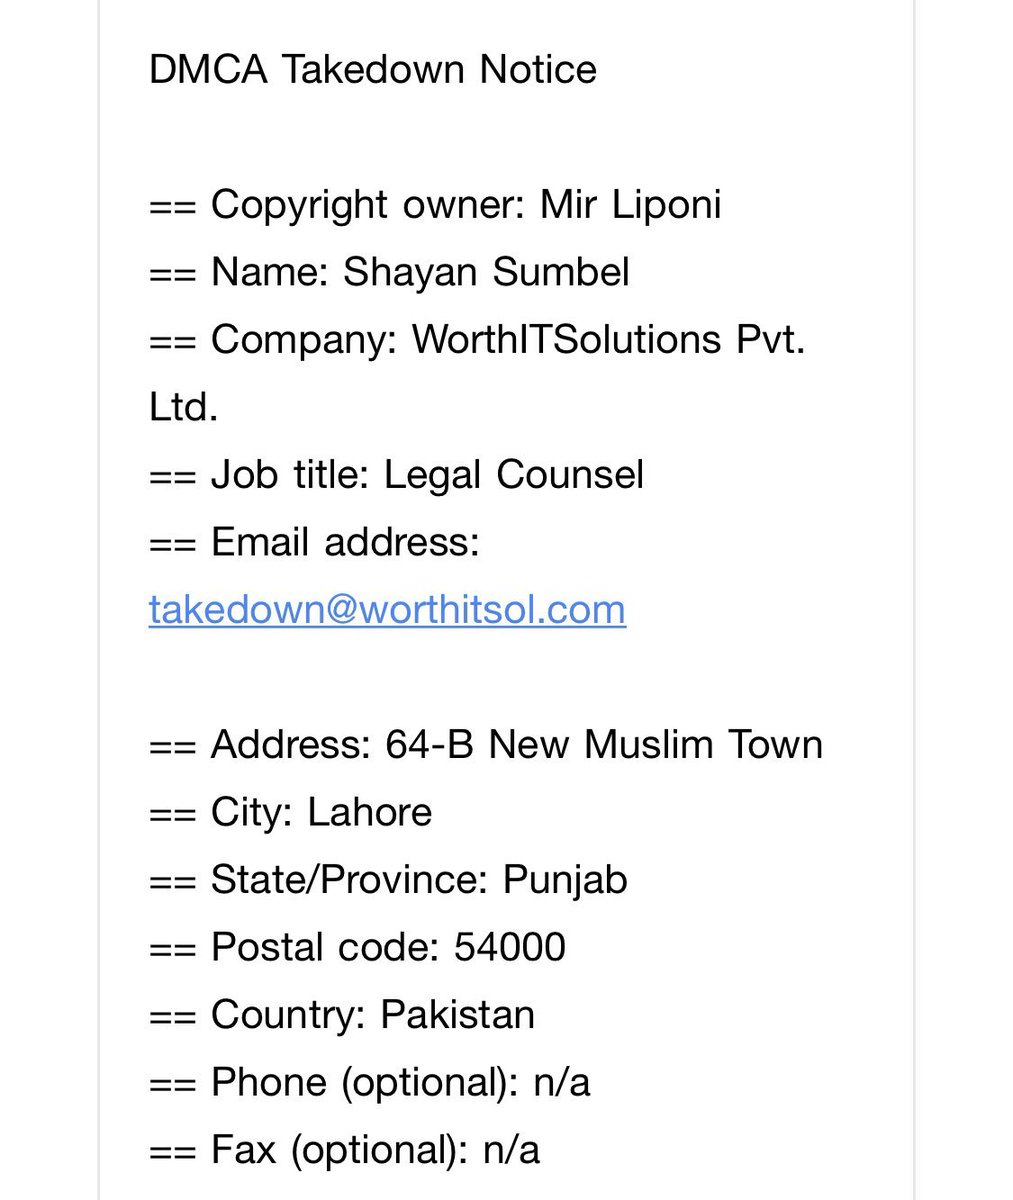 DMCA Takedown Notice
== Copyright owner: Mir Liponi
== Name: Shayan Sumbel
== Company: WorthITSolutions Pvt.
Ltd.
== Job title: Legal Counsel
== Email address:
takedown@worthitsol.com
== Address: 64-B New Muslim Town
== City: Lahore
== State/Province: Punjab
== Postal code: 54000
== Country: Pakistan
== Phone (optional): n/a
== Fax (optional): n/a